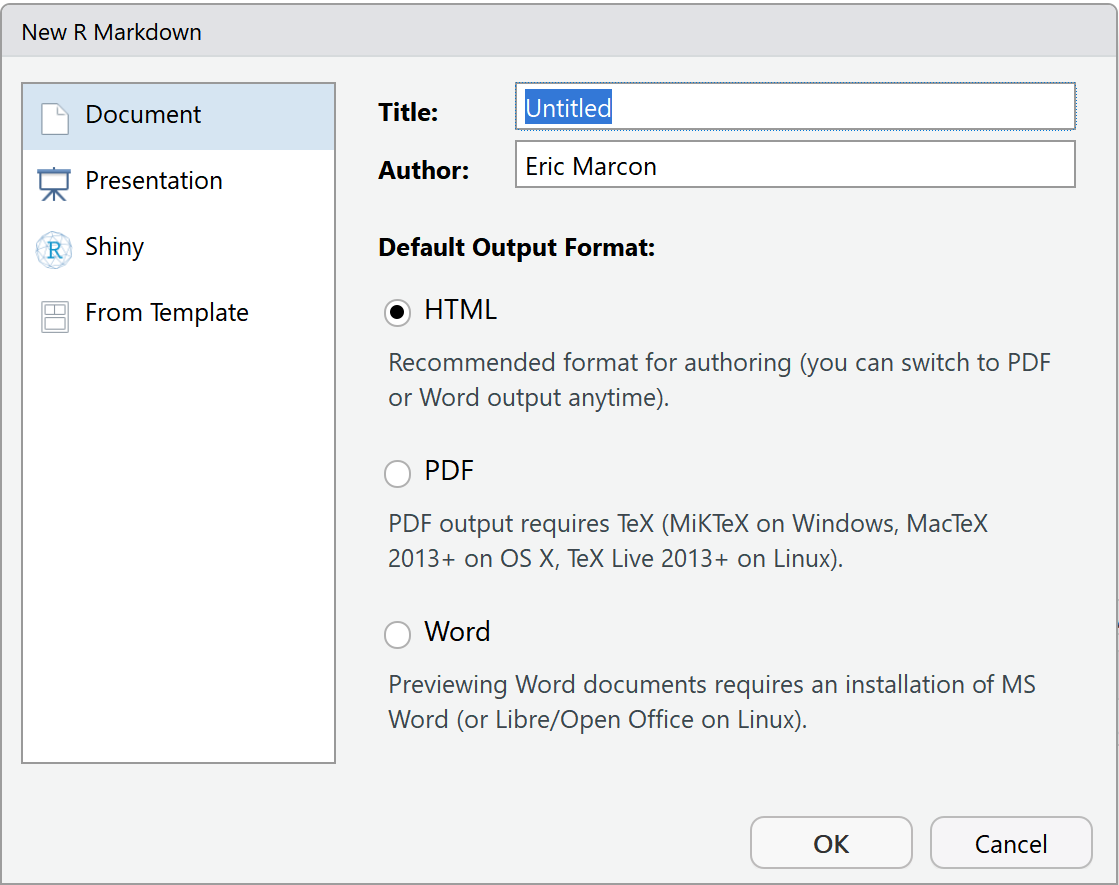 New R Markdown
Document
Presentation
R Shiny
From Template
Title: Untitled
Author: Eric Marcon
Default Output Format:
HTML
Recommended format for authoring (you can switch to PDF
or Word output anytime).
PDF
PDF output requires TeX (MiKTeX on Windows, MacTeX
2013+ on OS X, TeX Live 2013+ on Linux).
Word
Previewing Word documents requires an installation of MS
Word (or Libre/Open Office on Linux).
OK Cancel